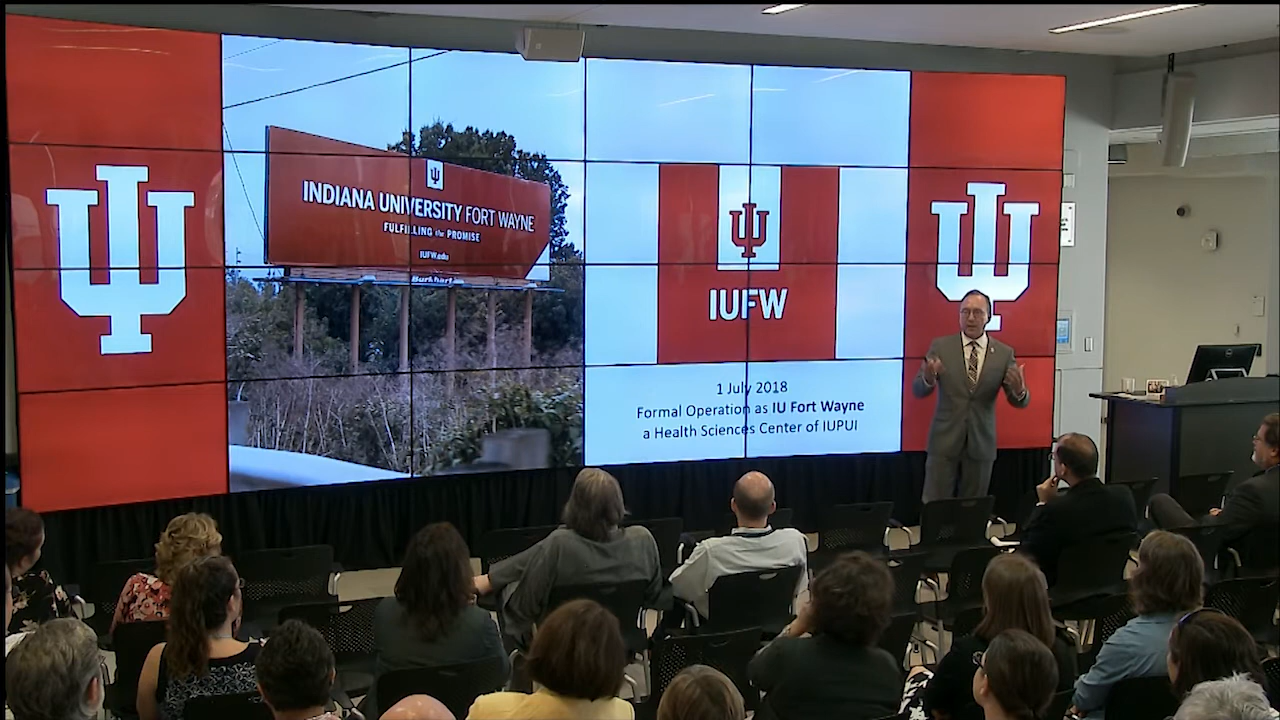 INDIANA UNIVERSITY FORT WAYNE
FULFILLING the PROMISE
IUFW.edu
Burkhart
IUFW
1 July 2018
Formal Operation as IU Fort Wayne
a Health Sciences Center of IUPUI